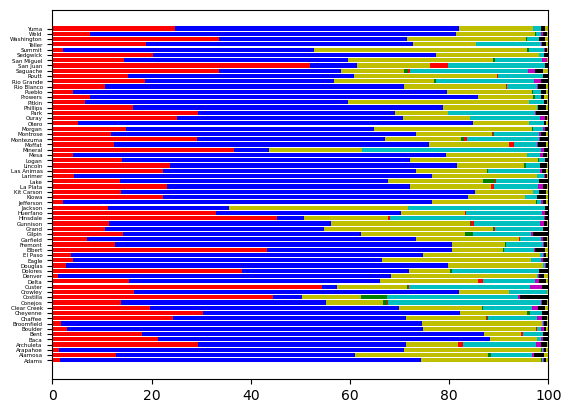 Yuma
Weld
Washington
Teller
Summit
Sedgwick
San Miguel
San Juan
Saguache
Routt
Rio Grande
Rio Blanco
Pueblo
Prowers
Pitkin
Phillips
Park
Ouray
Otero
Morgan
Montrose
Montezuma
Moffat
Mineral
Mesa
Logan
Lincoln
Las Animas
Larimer
Lake
La Plata
Kit Carson
Kiowa
Jefferson
Jackson
Huerfano
Hinsdale
Gunnison
Grand
Gilpin
Garfield
Fremont
Elbert
El Paso
Eagle
Douglas
Dolores
Denver
Delta
Custer
Crowley
Costilla
Conejos
Clear Creek
Cheyenne
Chaffee
Broomfield
Boulder
Bent
Baca
Archuleta
Arapahoe
Alamosa
Adams
0 20 40 60 80 100